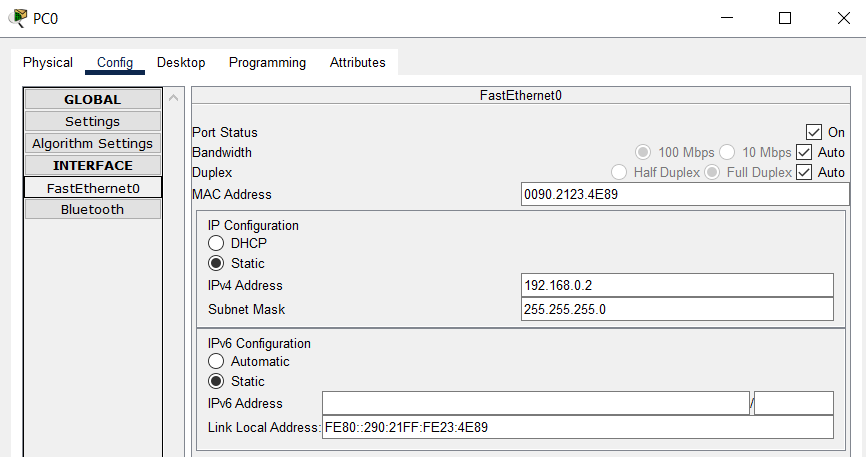 PC0
Physical Config Desktop Programming Attributes
GLOBAL
Settings
Algorithm Settings
INTERFACE
FastEthernet0
Bluetooth
FastEthernet0
Port Status On
Bandwidth 100 Mbps 10 Mbps Auto
Duplex Half Duplex Full Duplex Auto
MAC Address 0090.2123.4E89
IP Configuration
DHCP
Static
IPv4 Address 192.168.0.2
Subnet Mask 255.255.255.0
IPv6 Configuration
Automatic
Static
IPv6 Address /
Link Local Address: FE80::290:21FF:FE23:4E89